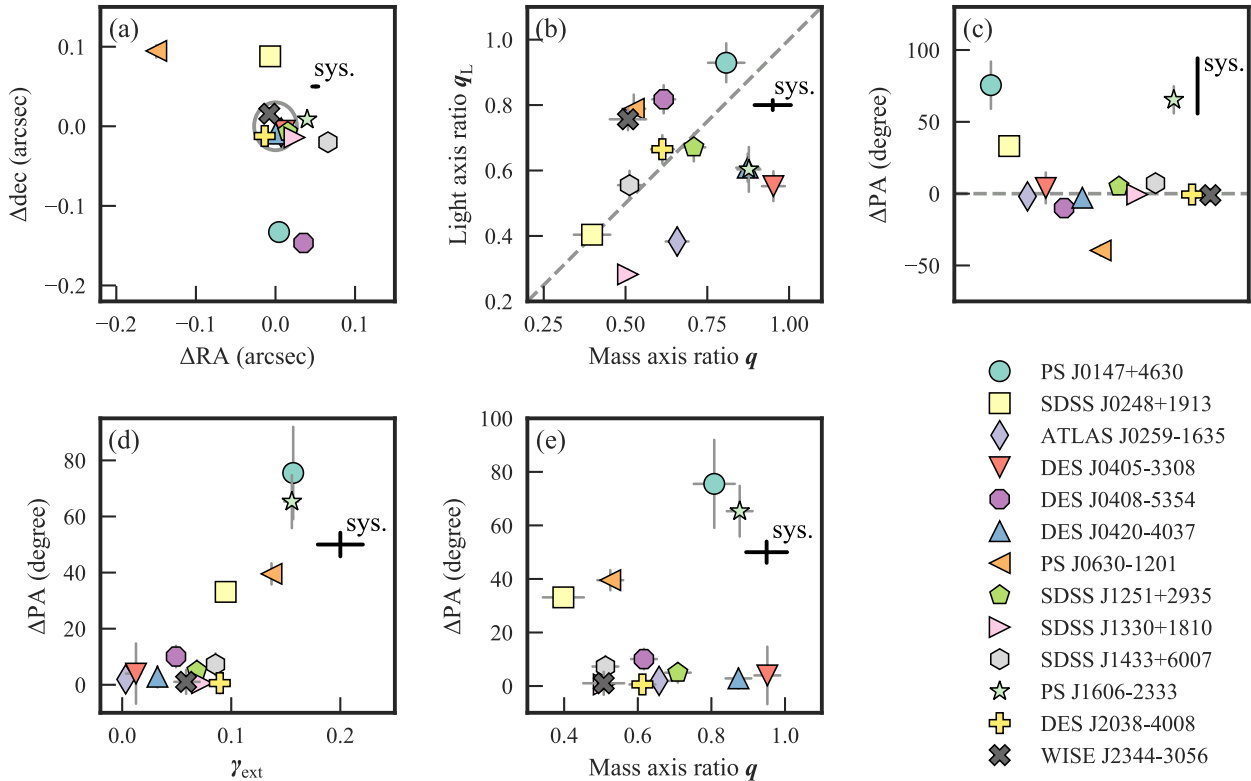 (a)
0.1
0.0
−0.1
−0.2
sys.
−0.2 −0.1 0.0 0.1
ΔRA (arcsec)
Δdec (arcsec)
(b)
1.0
0.8
0.6
0.4
0.2
sys.
0.25 0.50 0.75 1.00
Mass axis ratio q
Light axis ratio qL
(c)
100
50
0
−50
sys.
ΔPA (degree)
(d)
80
60
40
20
0
sys.
0.0 0.1 0.2
γext
ΔPA (degree)
(e)
100
80
60
40
20
0
sys.
0.4 0.6 0.8 1.0
Mass axis ratio q
ΔPA (degree)
PS J0147+4630
SDSS J0248+1913
ATLAS J0259-1635
DES J0405-3308
DES J0408-5354
DES J0420-4037
PS J0630-1201
SDSS J1251+2935
SDSS J1330+1810
SDSS J1433+6007
PS J1606-2333
DES J2038-4008
WISE J2344-3056